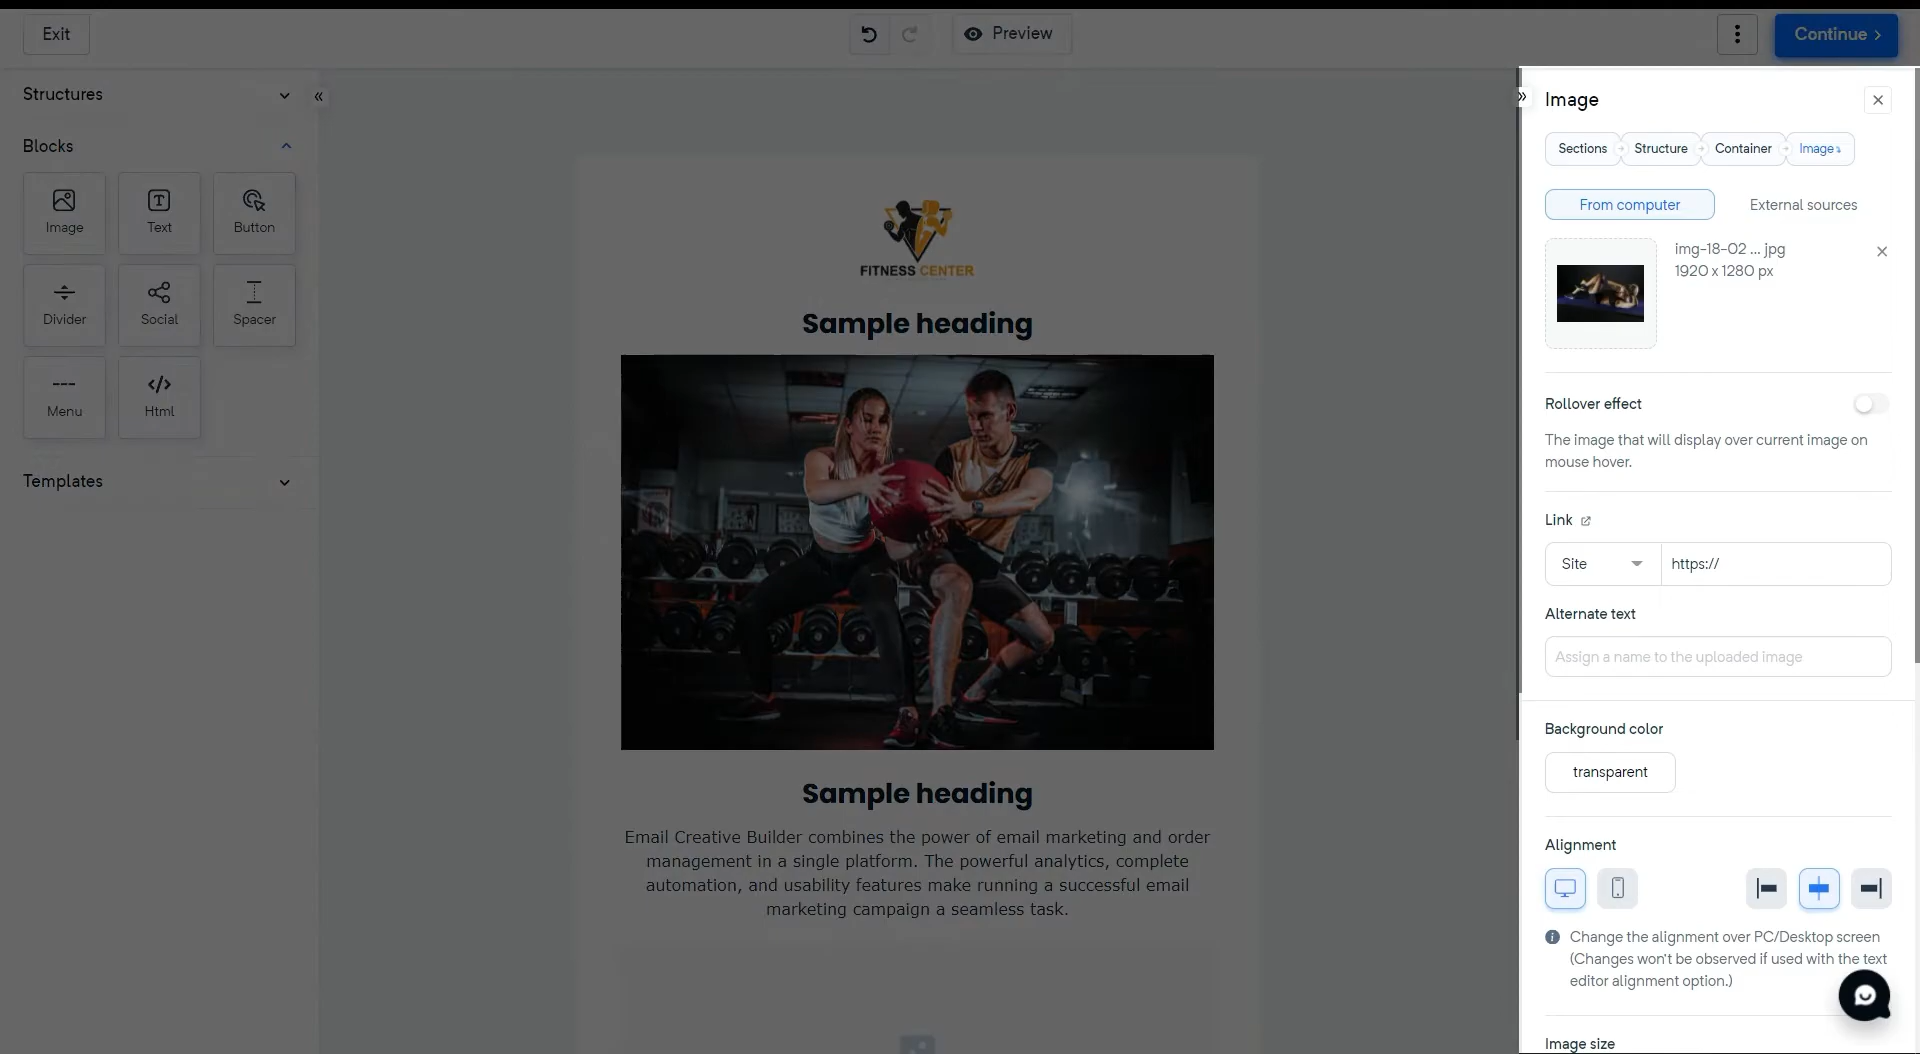 Exit
Preview
Continue
Structures
Blocks
Image
Text
Button
Divider
Social
Spacer
Menu
Html
Templates
FITNESS CENTER
Sample heading
Sample heading
Email Creative Builder combines the power of email marketing and order
management in a single platform. The powerful analytics, complete
automation, and usability features make running a successful email
marketing campaign a seamless task.
Image
Sections
Structure
Container
Image
From computer
External sources
img-18-02 ... jpg
1920 x 1280 px
Rollover effect
The image that will display over current image on
mouse hover.
Link
Site
https://
Alternate text
Assign a name to the uploaded image
Background color
transparent
Alignment
Change the alignment over PC/Desktop screen
(Changes won't be observed if used with the text
editor alignment option.)
Image size